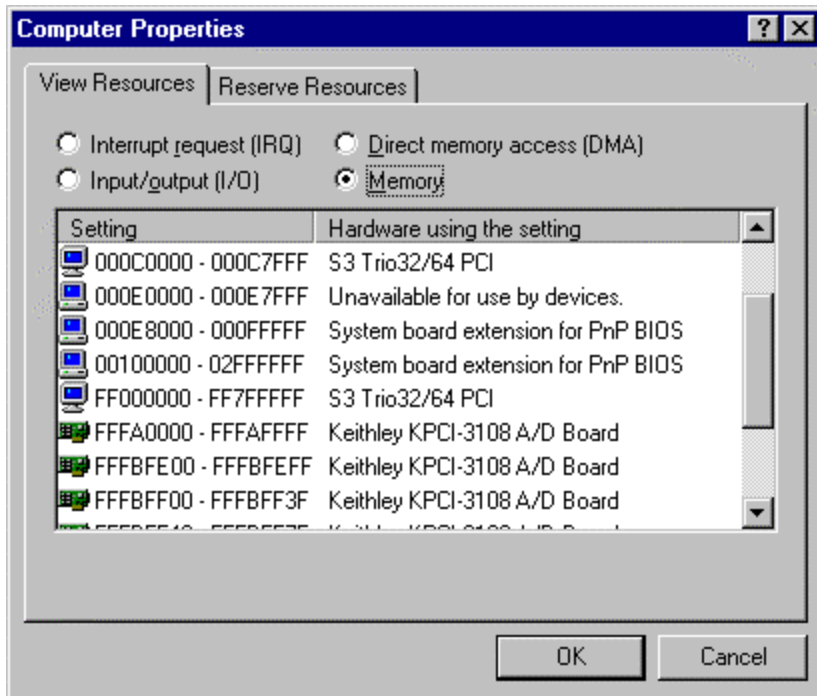 Computer Properties
View Resources Reserve Resources
Interrupt request (IRQ) Direct memory access (DMA)
Input/output (I/O) Memory
Setting Hardware using the setting
000C0000 - 000C7FFF S3 Trio32/64 PCI
000E0000 - 000E7FFF Unavailable for use by devices.
000E8000 - 000FFFFF System board extension for PnP BIOS
00100000 - 02FFFFFF System board extension for PnP BIOS
FF000000 - FF7FFFFF S3 Trio32/64 PCI
FFFA0000 - FFFAFFFF Keithley KPCI-3108 A/D Board
FFFBFE00 - FFFBFEFF Keithley KPCI-3108 A/D Board
FFFBFF00 - FFFBFF3F Keithley KPCI-3108 A/D Board
OK Cancel